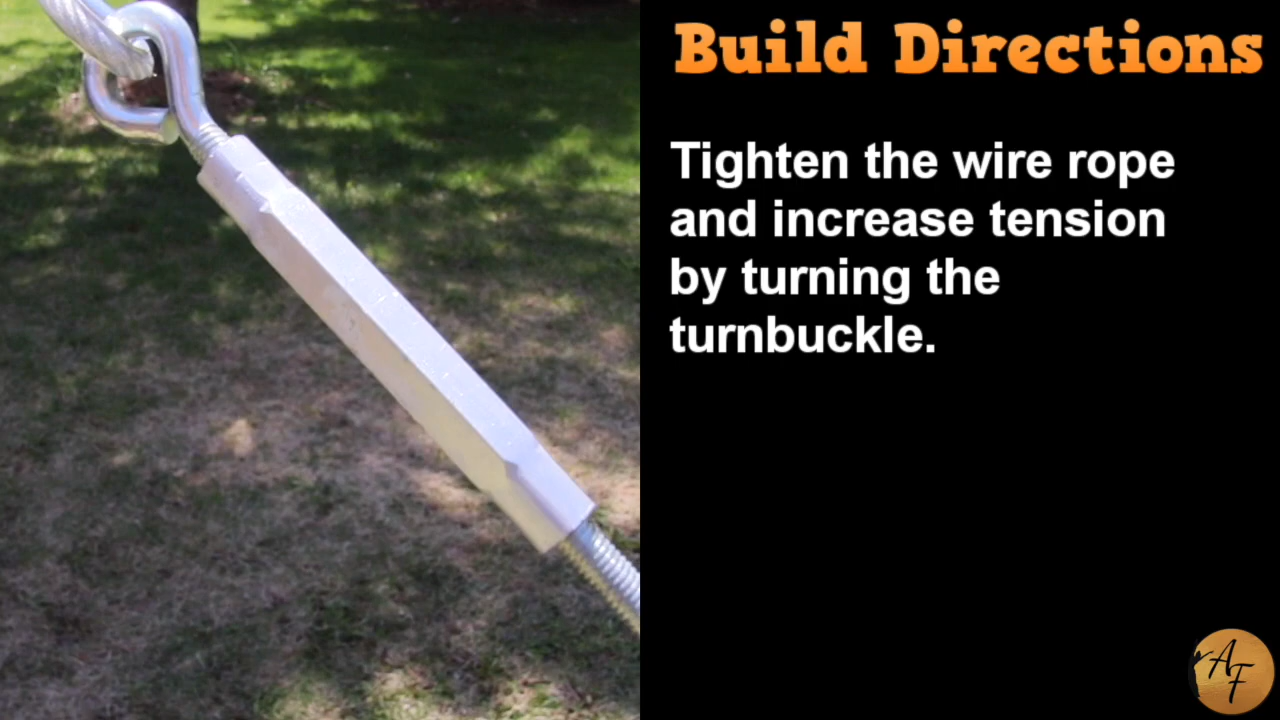 Build Directions
Tighten the wire rope
and increase tension
by turning the
turnbuckle.
AF